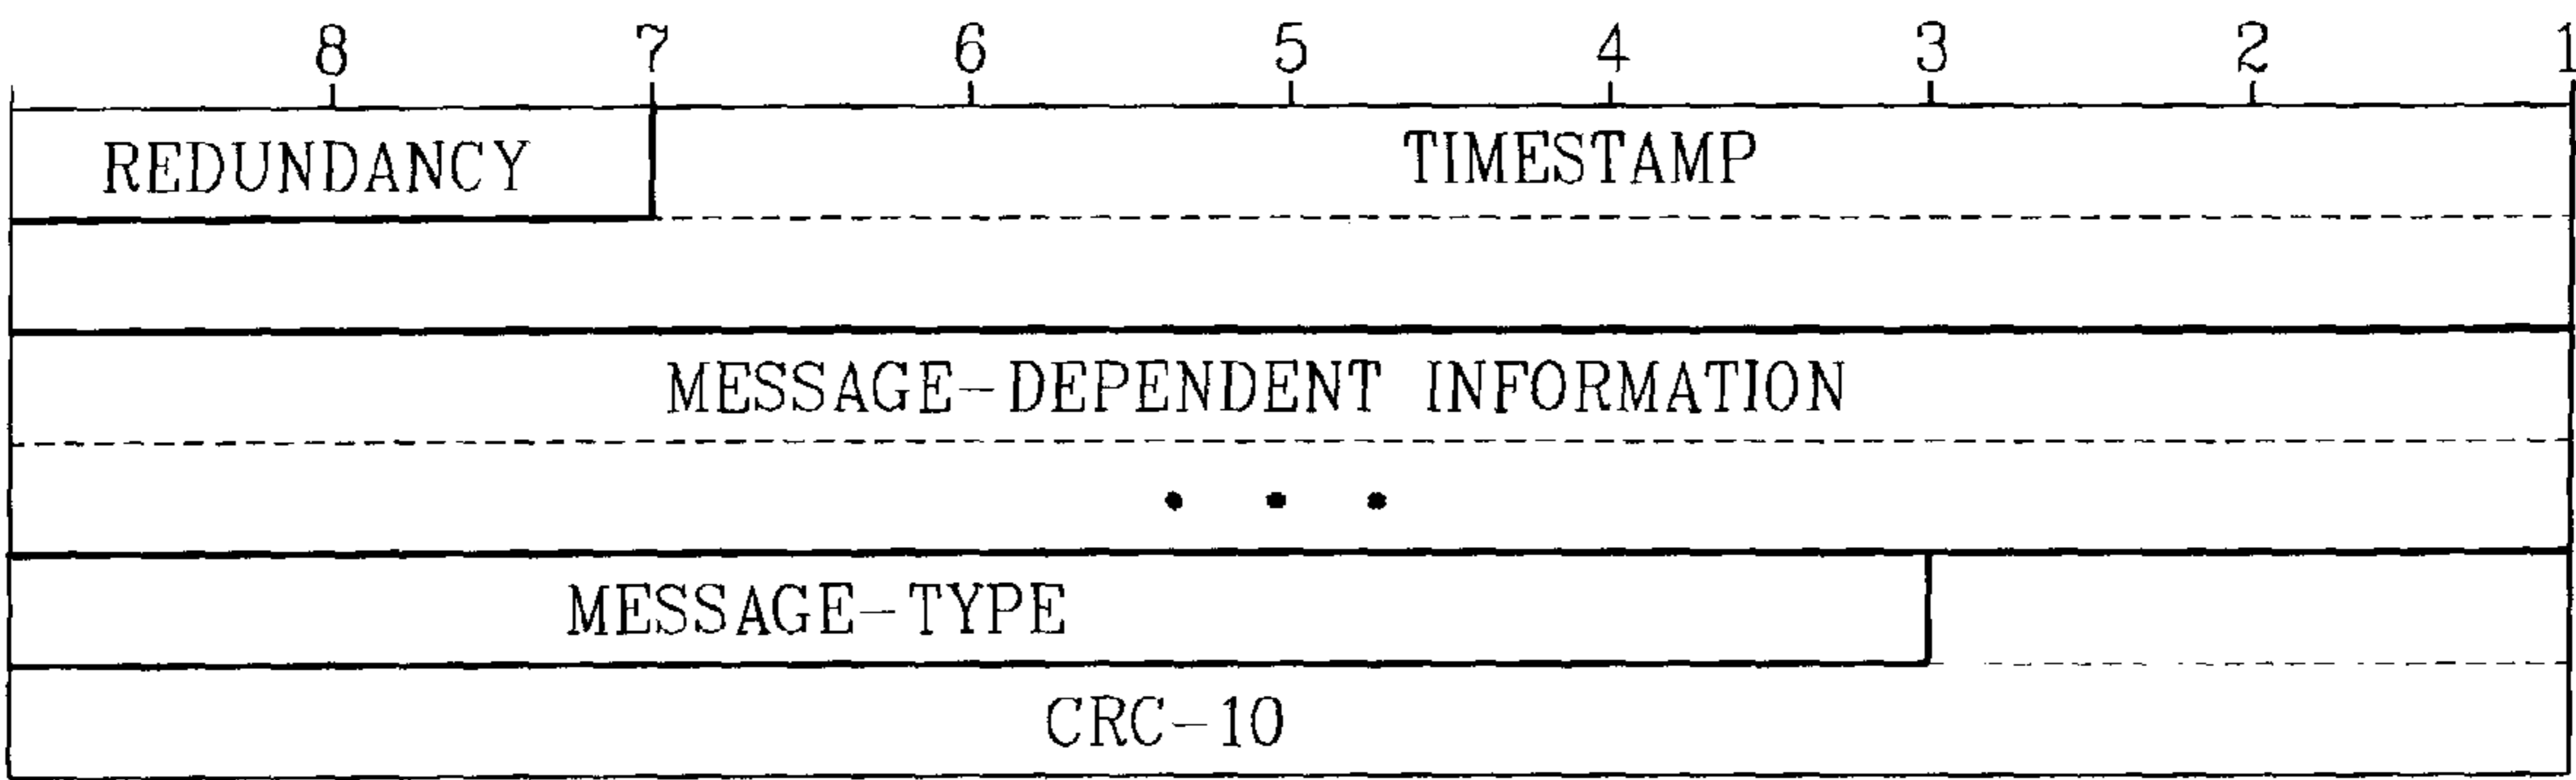 8 7 6 5 4 3 2 1
REDUNDANCY TIMESTAMP
MESSAGE-DEPENDENT INFORMATION
• • •
MESSAGE-TYPE
CRC-10